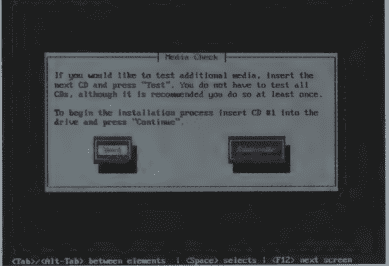 Media Check
If you would like to test additional media, insert the
next CD and press "Test". You do not have to test all
CDs, although it is recommended you do so at least once.
To begin the installation process insert CD #1 into the
drive and press "Continue".
Test
Continue
<Tab>/<Alt-Tab> between elements | <Space> selects | <F12> next screen